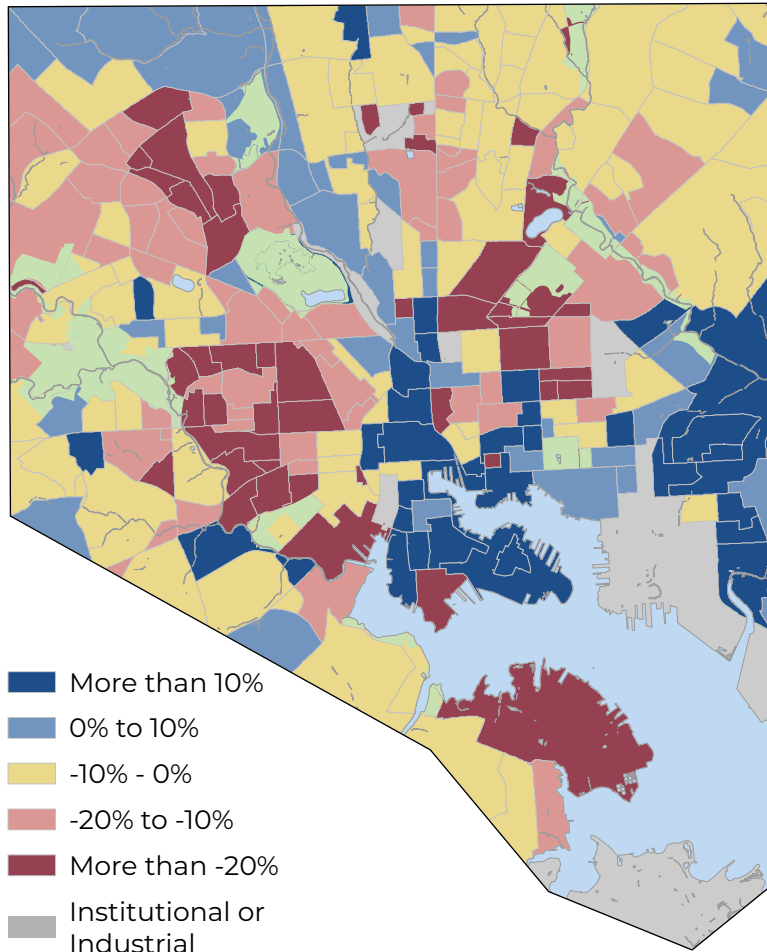 More than 10%
0% to 10%
-10% - 0%
-20% to -10%
More than -20%
Institutional or
Industrial